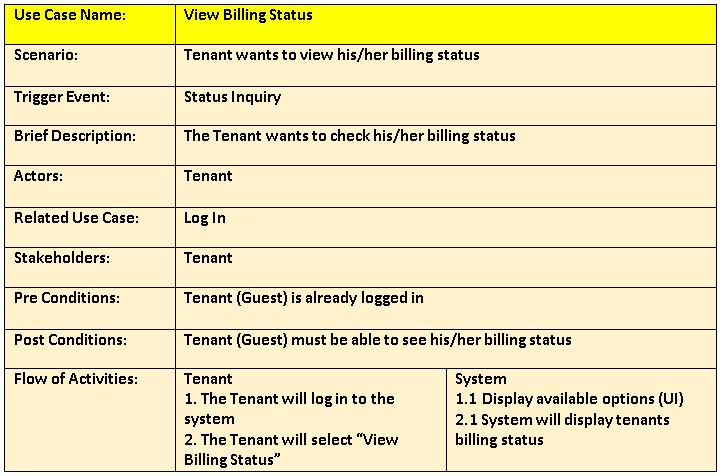 Use Case Name: View Billing Status
Scenario: Tenant wants to view his/her billing status
Trigger Event: Status Inquiry
Brief Description: The Tenant wants to check his/her billing status
Actors: Tenant
Related Use Case: Log In
Stakeholders: Tenant
Pre Conditions: Tenant (Guest) is already logged in
Post Conditions: Tenant (Guest) must be able to see his/her billing status
Flow of Activities:
Tenant
1. The Tenant will log in to the
system
2. The Tenant will select “View
Billing Status”
System
1.1 Display available options (UI)
2.1 System will display tenants
billing status